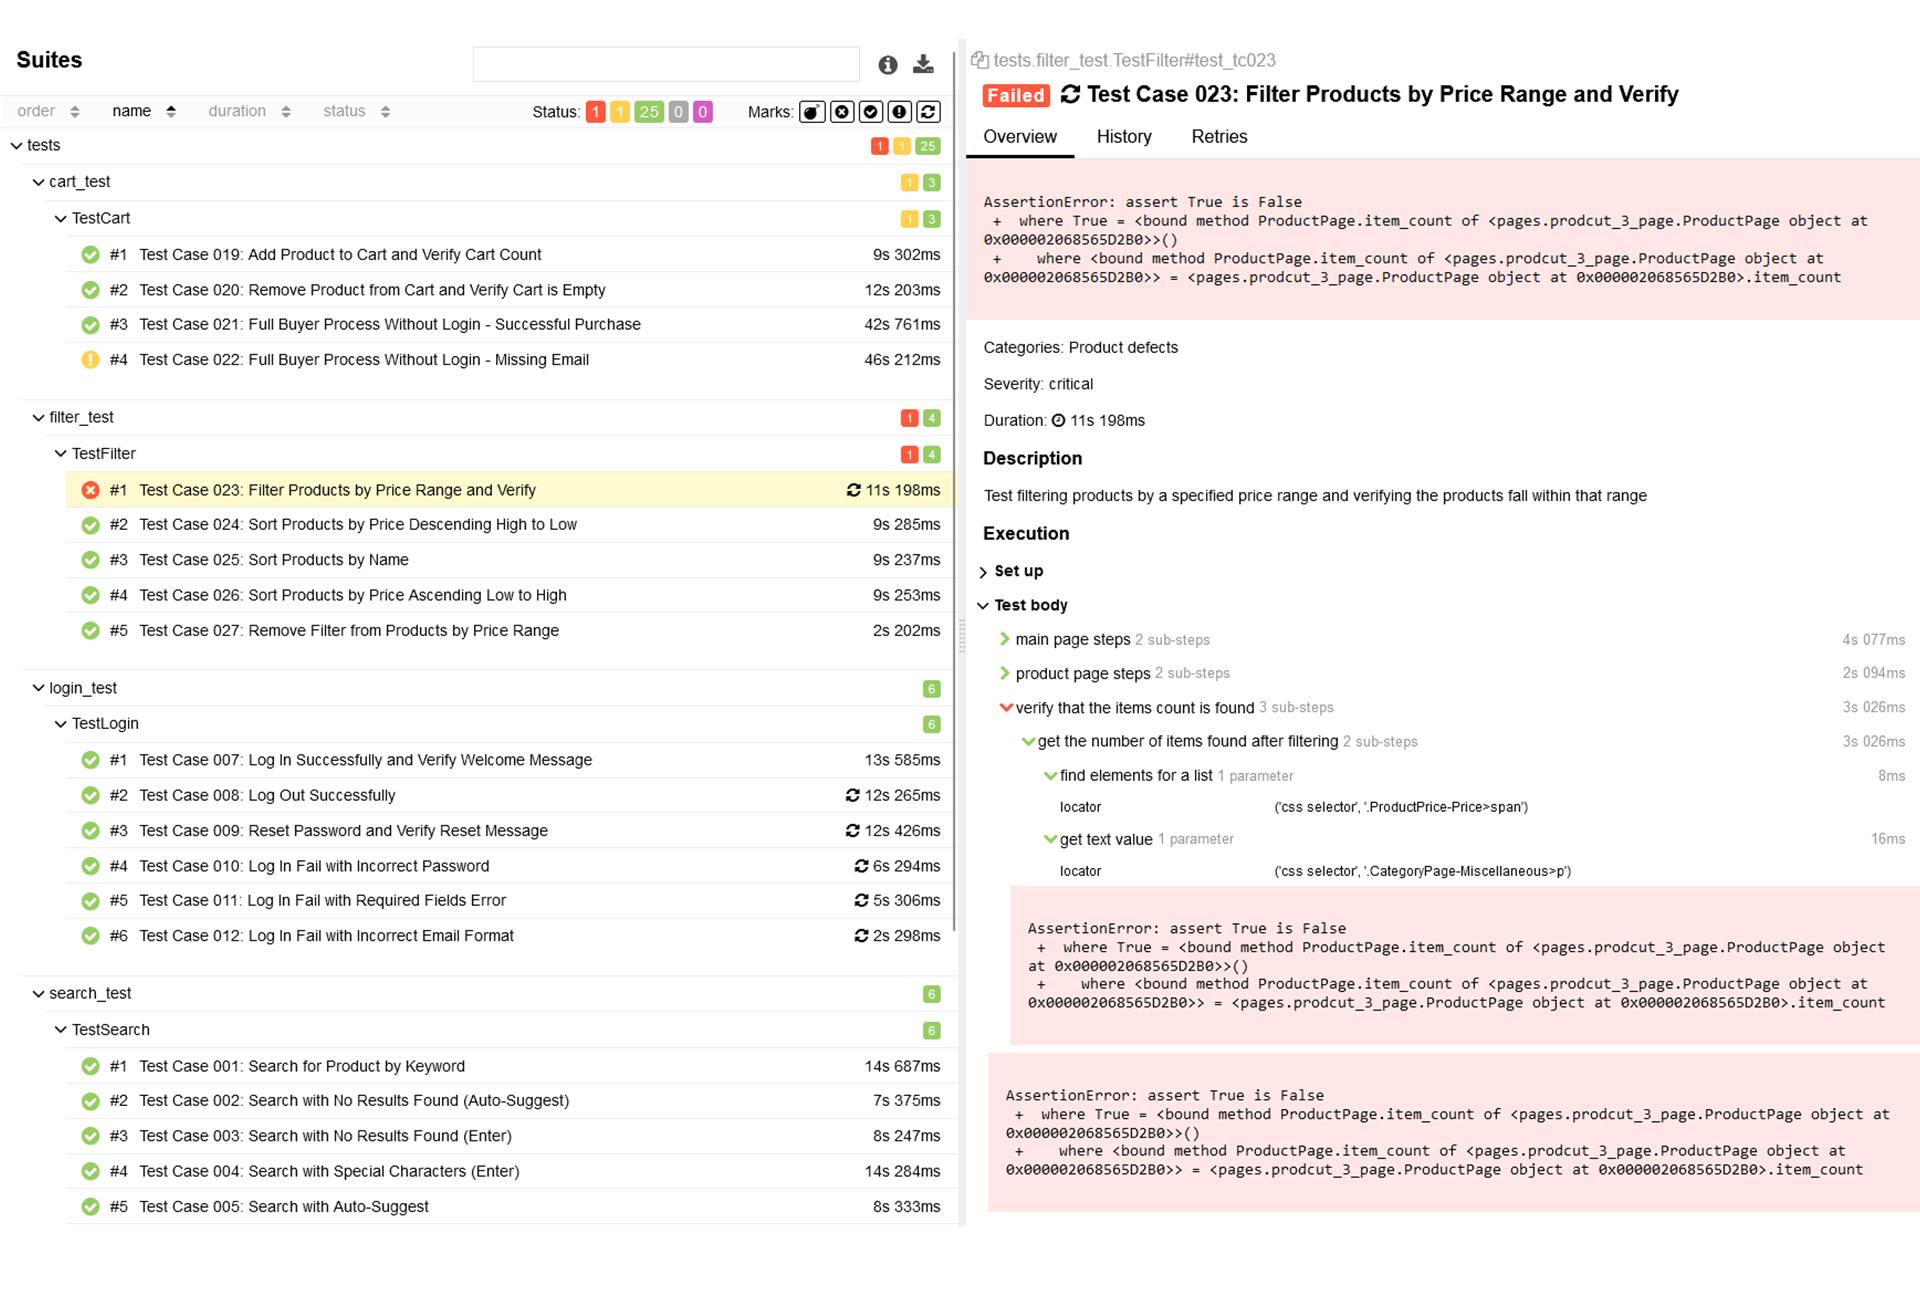 Suites
order name duration status Status: 1 1 25 0 0 Marks:
tests 1 1 25
cart_test 1 3
TestCart 1 3
#1 Test Case 019: Add Product to Cart and Verify Cart Count 9s 302ms
#2 Test Case 020: Remove Product from Cart and Verify Cart is Empty 12s 203ms
#3 Test Case 021: Full Buyer Process Without Login - Successful Purchase 42s 761ms
#4 Test Case 022: Full Buyer Process Without Login - Missing Email 46s 212ms
filter_test 1 4
TestFilter 1 4
#1 Test Case 023: Filter Products by Price Range and Verify 11s 198ms
#2 Test Case 024: Sort Products by Price Descending High to Low 9s 285ms
#3 Test Case 025: Sort Products by Name 9s 237ms
#4 Test Case 026: Sort Products by Price Ascending Low to High 9s 253ms
#5 Test Case 027: Remove Filter from Products by Price Range 2s 202ms
login_test 6
TestLogin 6
#1 Test Case 007: Log In Successfully and Verify Welcome Message 13s 585ms
#2 Test Case 008: Log Out Successfully 12s 265ms
#3 Test Case 009: Reset Password and Verify Reset Message 12s 426ms
#4 Test Case 010: Log In Fail with Incorrect Password 6s 294ms
#5 Test Case 011: Log In Fail with Required Fields Error 5s 306ms
#6 Test Case 012: Log In Fail with Incorrect Email Format 2s 298ms
search_test 6
TestSearch 6
#1 Test Case 001: Search for Product by Keyword 14s 687ms
#2 Test Case 002: Search with No Results Found (Auto-Suggest) 7s 375ms
#3 Test Case 003: Search with No Results Found (Enter) 8s 247ms
#4 Test Case 004: Search with Special Characters (Enter) 14s 284ms
#5 Test Case 005: Search with Auto-Suggest 8s 333ms
tests.filter_test.TestFilter#test_tc023
Failed Test Case 023: Filter Products by Price Range and Verify
Overview History Retries
AssertionError: assert True is False
+ where True = <bound method ProductPage.item_count of <pages.prodcut_3_page.ProductPage object at
0x000002068565D2B0>>()
+ where <bound method ProductPage.item_count of <pages.prodcut_3_page.ProductPage object at
0x000002068565D2B0>> = <pages.prodcut_3_page.ProductPage object at 0x000002068565D2B0>.item_count
Categories: Product defects
Severity: critical
Duration: 11s 198ms
Description
Test filtering products by a specified price range and verifying the products fall within that range
Execution
Set up
Test body
main page steps 2 sub-steps 4s 077ms
product page steps 2 sub-steps 2s 094ms
verify that the items count is found 3 sub-steps 3s 026ms
get the number of items found after filtering 2 sub-steps 3s 026ms
find elements for a list 1 parameter 8ms
locator ('css selector', '.ProductPrice-Price>span')
get text value 1 parameter 16ms
locator ('css selector', '.CategoryPage-Miscellaneous>p')
AssertionError: assert True is False
+ where True = <bound method ProductPage.item_count of <pages.prodcut_3_page.ProductPage object
at 0x000002068565D2B0>>()
+ where <bound method ProductPage.item_count of <pages.prodcut_3_page.ProductPage object at
0x000002068565D2B0>> = <pages.prodcut_3_page.ProductPage object at 0x000002068565D2B0>.item_count
AssertionError: assert True is False
+ where True = <bound method ProductPage.item_count of <pages.prodcut_3_page.ProductPage object at
0x000002068565D2B0>>()
+ where <bound method ProductPage.item_count of <pages.prodcut_3_page.ProductPage object at
0x000002068565D2B0>> = <pages.prodcut_3_page.ProductPage object at 0x000002068565D2B0>.item_count